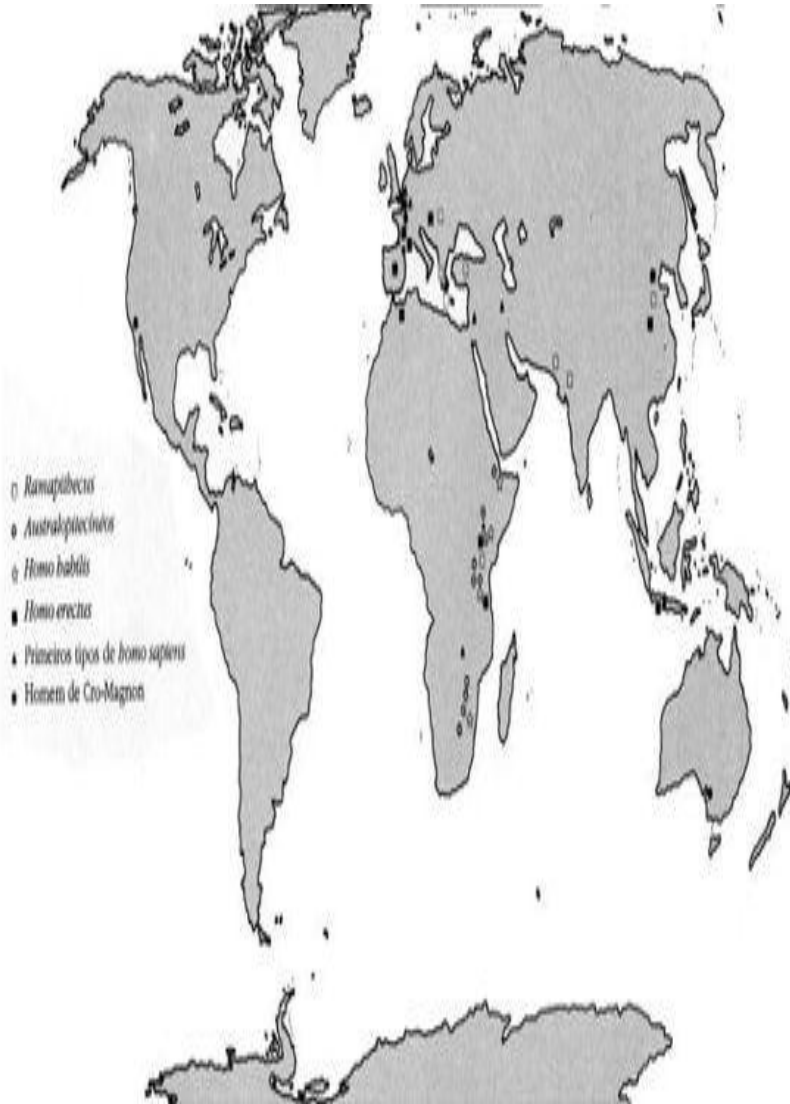 Ramapithecus
Australopitecíneos
Homo habilis
Homo erectus
Primeiros tipos de homo sapiens
Homem de Cro-Magnon